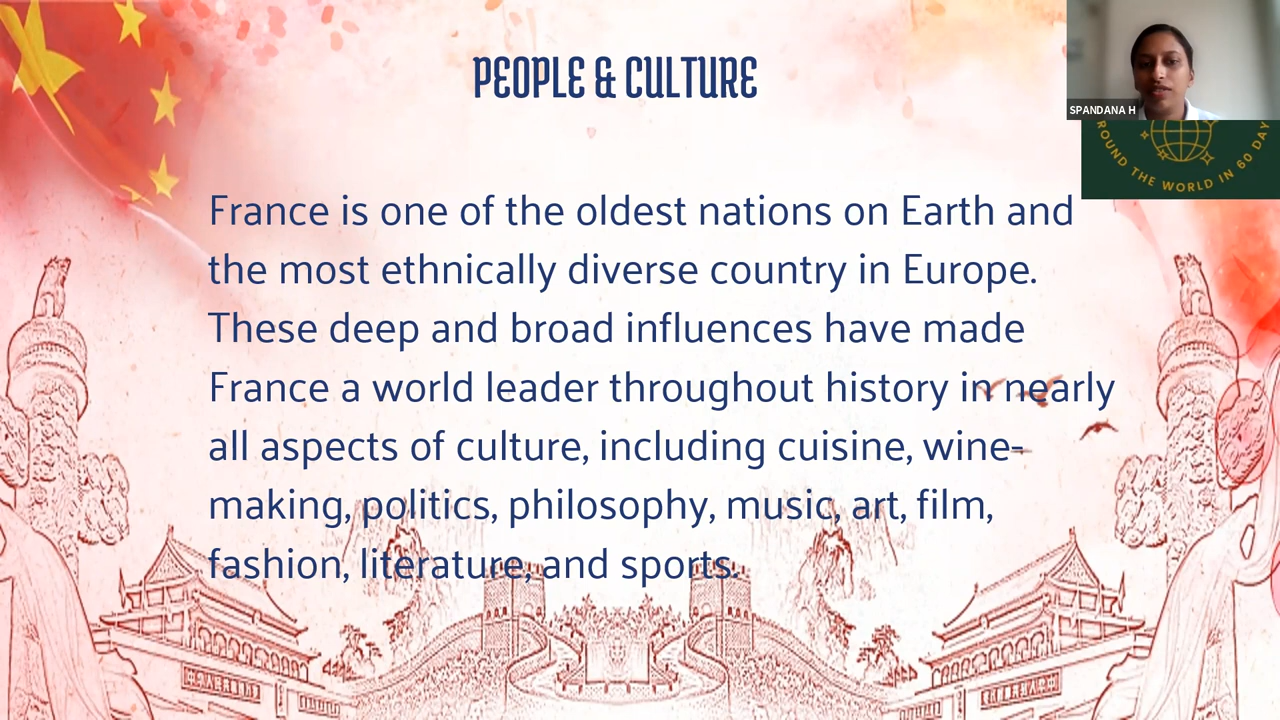 PEOPLE & CULTURE
SPANDANA H
ROUND THE WORLD IN 60 DAY
France is one of the oldest nations on Earth and
the most ethnically diverse country in Europe.
These deep and broad influences have made
France a world leader throughout history in nearly
all aspects of culture, including cuisine, wine-
making, politics, philosophy, music, art, film,
fashion, literature, and sports.